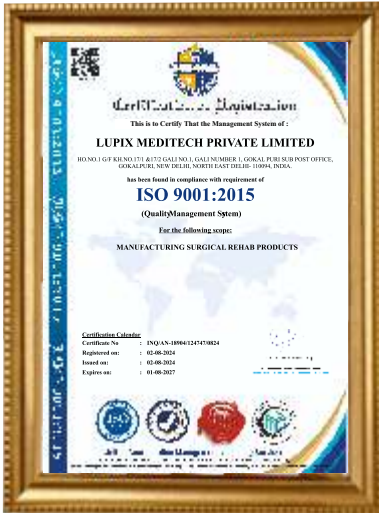 Certificate of Registration
This is to Certify That the Management System of :
LUPIX MEDITECH PRIVATE LIMITED
HO.NO.1 G/F KH.NO.17/1 &17/2 GALI NO.1, GALI NUMBER 1, GOKAL PURI SUB POST OFFICE,
GOKALPURI, NEW DELHI, NORTH EAST DELHI- 110094, INDIA.
has been found in compliance with requirement of
ISO 9001:2015
(QualityManagement Sytem)
For the following scope:
MANUFACTURING SURGICAL REHAB PRODUCTS
Certification Calendar
Certificate No : INQ/AN-18904/124747/0824
Registered on: : 02-08-2024
Issued on: : 02-08-2024
Expires on: : 01-08-2027